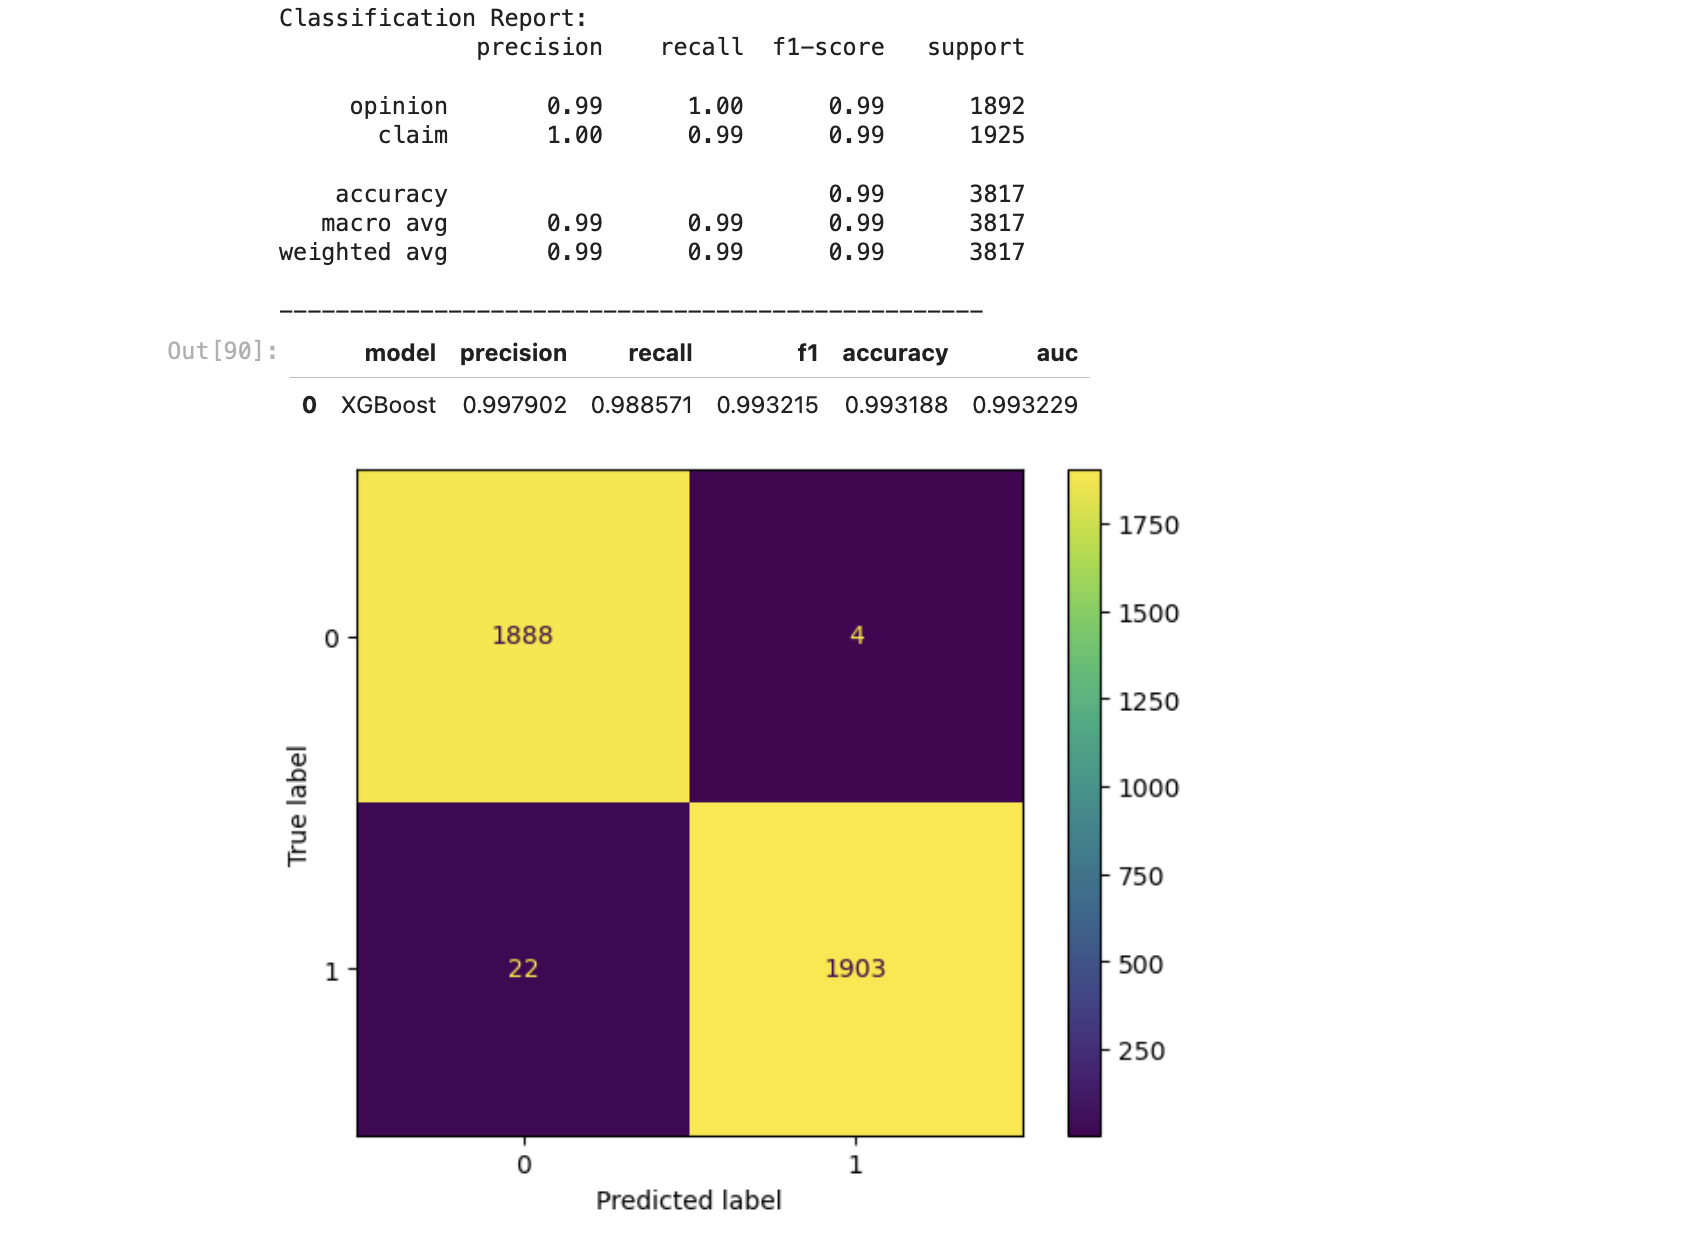 Classification Report:
precision recall f1-score support
opinion 0.99 1.00 0.99 1892
claim 1.00 0.99 0.99 1925
accuracy 0.99 3817
macro avg 0.99 0.99 0.99 3817
weighted avg 0.99 0.99 0.99 3817
--------------------------------------------------
Out[90]:
model precision recall f1 accuracy auc
0 XGBoost 0.997902 0.988571 0.993215 0.993188 0.993229
1750
1500
0 1888 4
1250
1000
True label
750
1 22 1903
500
250
0 1
Predicted label